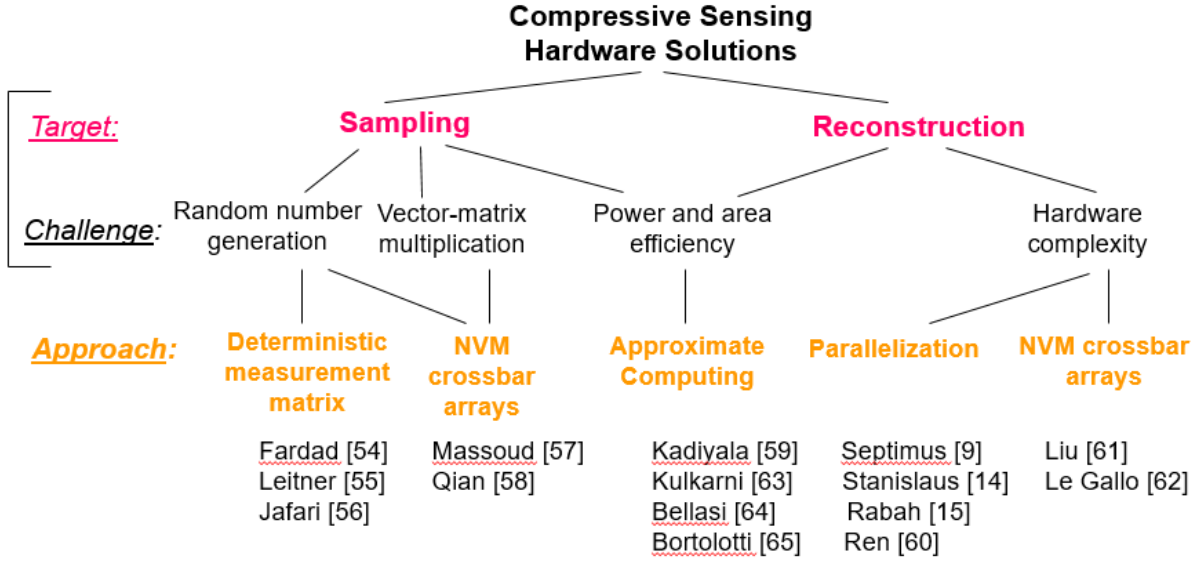 Compressive Sensing
Hardware Solutions
Target:
Sampling
Reconstruction
Challenge:
Random number
generation
Vector-matrix
multiplication
Power and area
efficiency
Hardware
complexity
Approach:
Deterministic
measurement
matrix
NVM
crossbar
arrays
Approximate
Computing
Parallelization
NVM crossbar
arrays
Fardad [54]
Leitner [55]
Jafari [56]
Massoud [57]
Qian [58]
Kadiyala [59]
Kulkarni [63]
Bellasi [64]
Bortolotti [65]
Septimus [9]
Stanislaus [14]
Rabah [15]
Ren [60]
Liu [61]
Le Gallo [62]